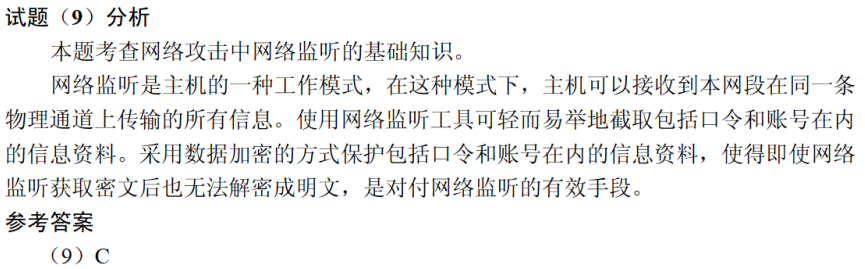 试题（9）分析
本题考查网络攻击中网络监听的基础知识。
网络监听是主机的一种工作模式，在这种模式下，主机可以接收到本网段在同一条
物理通道上传输的所有信息。使用网络监听工具可轻而易举地截取包括口令和账号在内
的信息资料。采用数据加密的方式保护包括口令和账号在内的信息资料，使得即使网络
监听获取密文后也无法解密成明文，是对付网络监听的有效手段。
参考答案
（9）C